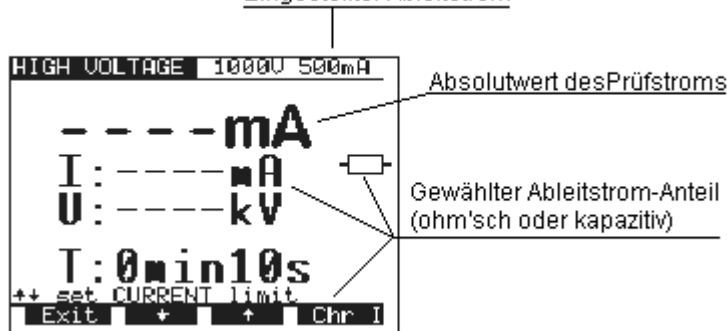 HIGH VOLTAGE 1000V 500mA
Absolutwert desPrüfstroms
----mA
I:----mA
U:----kV
Gewählter Ableitstrom-Anteil
(ohm'sch oder kapazitiv)
T:0min10s
set CURRENT limit
Exit ↓ ↑ Chr I